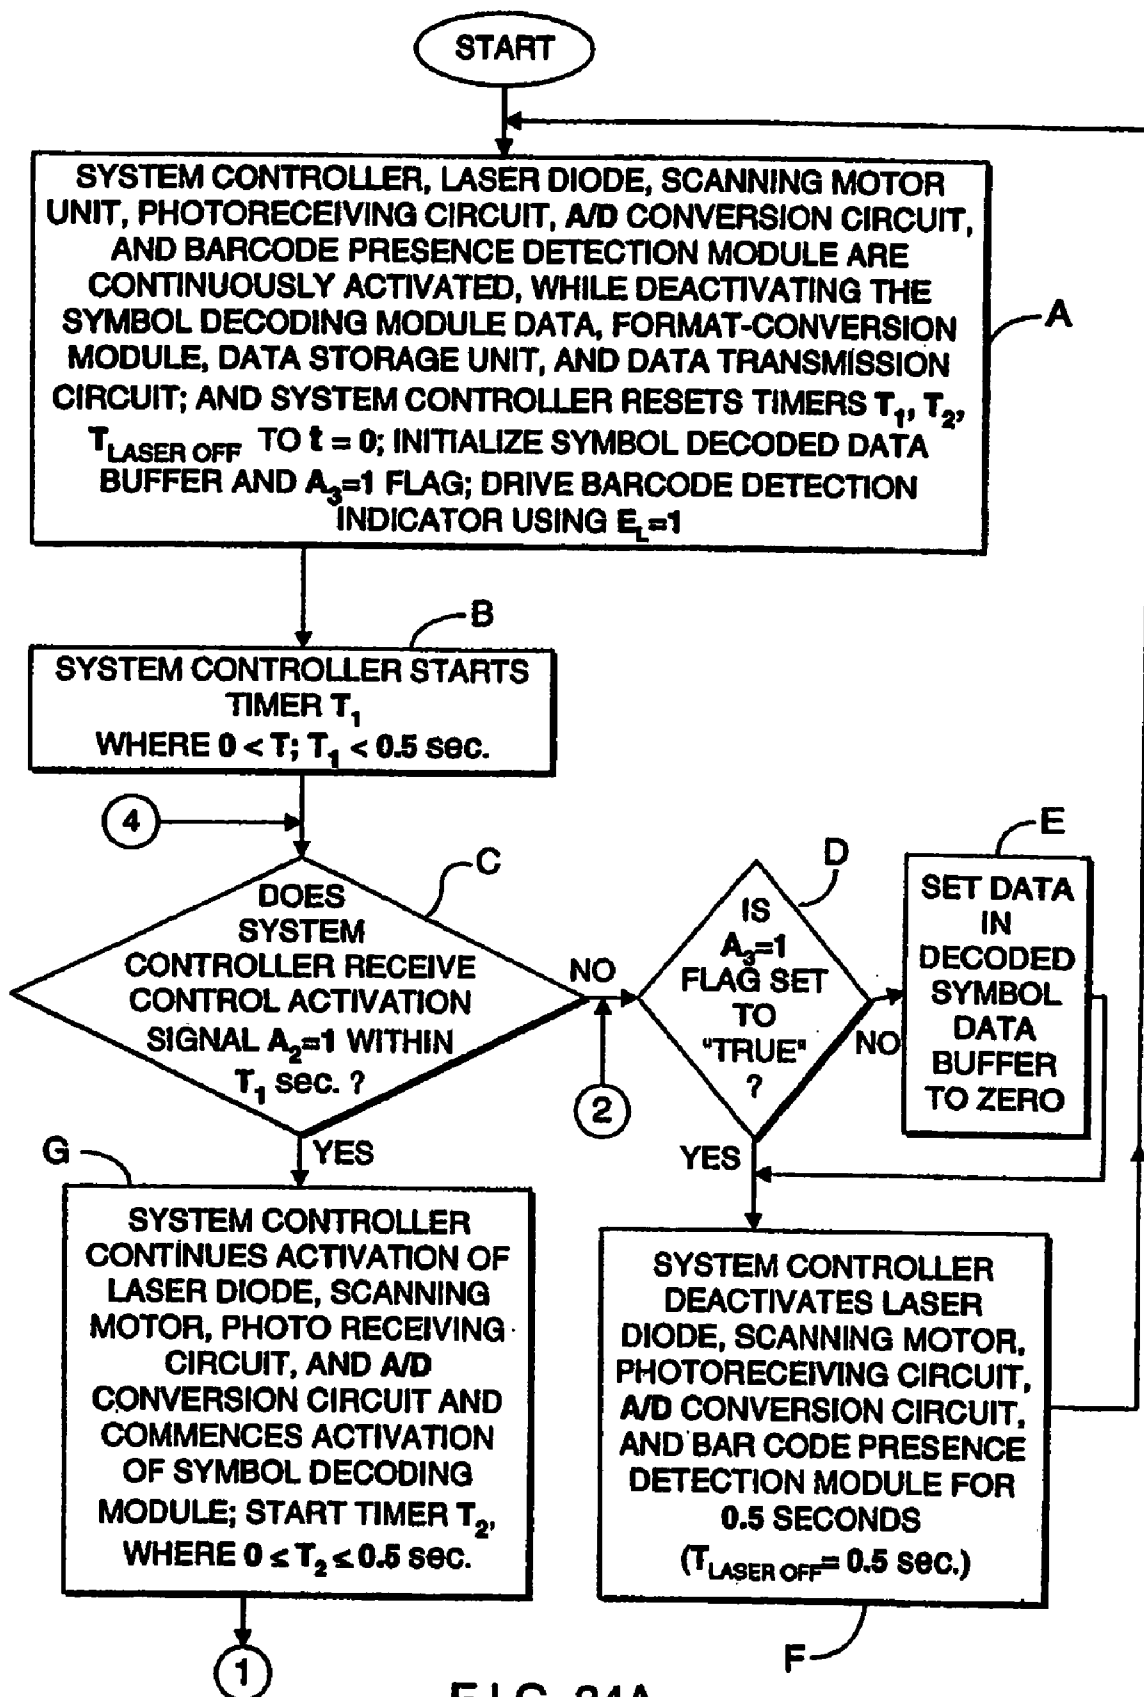 START
SYSTEM CONTROLLER, LASER DIODE, SCANNING MOTOR
UNIT, PHOTORECEIVING CIRCUIT, A/D CONVERSION CIRCUIT,
AND BARCODE PRESENCE DETECTION MODULE ARE
CONTINUOUSLY ACTIVATED, WHILE DEACTIVATING THE
SYMBOL DECODING MODULE DATA, FORMAT-CONVERSION
MODULE, DATA STORAGE UNIT, AND DATA TRANSMISSION
CIRCUIT; AND SYSTEM CONTROLLER RESETS TIMERS T1, T2,
TLASER OFF TO t = 0; INITIALIZE SYMBOL DECODED DATA
BUFFER AND A3=1 FLAG; DRIVE BARCODE DETECTION
INDICATOR USING EL=1
A
B
SYSTEM CONTROLLER STARTS
TIMER T1
WHERE 0 < T; T1 < 0.5 sec.
4
C
DOES
SYSTEM
CONTROLLER RECEIVE
CONTROL ACTIVATION
SIGNAL A2=1 WITHIN
T1 sec. ?
NO
2
D
IS
A3=1
FLAG SET
TO
"TRUE"
?
NO
E
SET DATA
IN
DECODED
SYMBOL
DATA
BUFFER
TO ZERO
YES
YES
G
SYSTEM CONTROLLER
CONTINUES ACTIVATION OF
LASER DIODE, SCANNING
MOTOR, PHOTO RECEIVING
CIRCUIT, AND A/D
CONVERSION CIRCUIT AND
COMMENCES ACTIVATION
OF SYMBOL DECODING
MODULE; START TIMER T2,
WHERE 0 ≤ T2 ≤ 0.5 sec.
1
SYSTEM CONTROLLER
DEACTIVATES LASER
DIODE, SCANNING MOTOR,
PHOTORECEIVING CIRCUIT,
A/D CONVERSION CIRCUIT,
AND BAR CODE PRESENCE
DETECTION MODULE FOR
0.5 SECONDS
(TLASER OFF= 0.5 sec.)
F
FIG. 24A